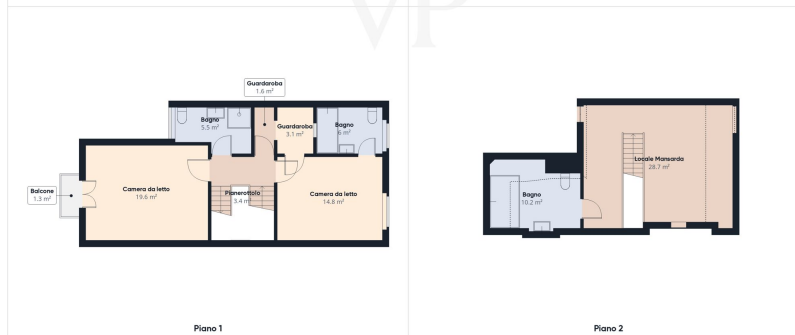 VP
Guardaroba
1.6 m²
Bagno
5.5 m²
Guardaroba
3.1 m²
Bagno
6 m²
Camera da letto
19.6 m²
Balcone
1.3 m²
Pianerottolo
3.4 m²
Camera da letto
14.8 m²
Locale Mansarda
28.7 m²
Bagno
10.2 m²
Piano 1
Piano 2